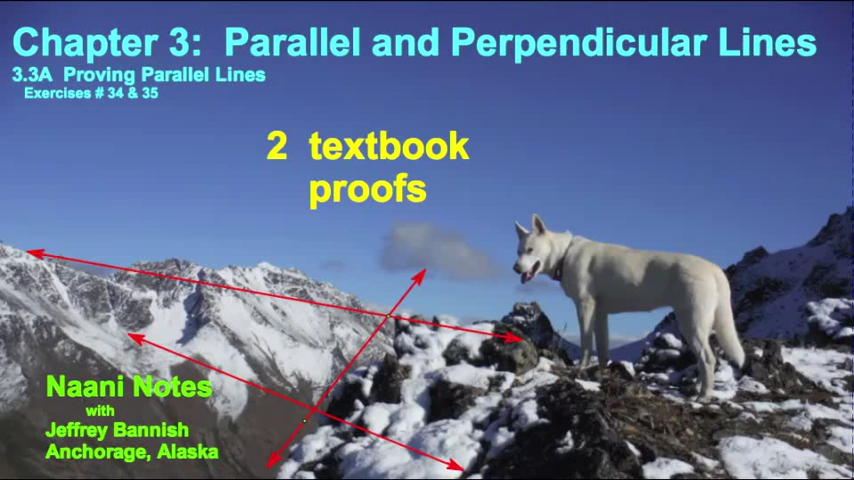 Chapter 3: Parallel and Perpendicular Lines
3.3A Proving Parallel Lines
Exercises # 34 & 35
2 textbook
proofs
Naani Notes
with
Jeffrey Bannish
Anchorage, Alaska